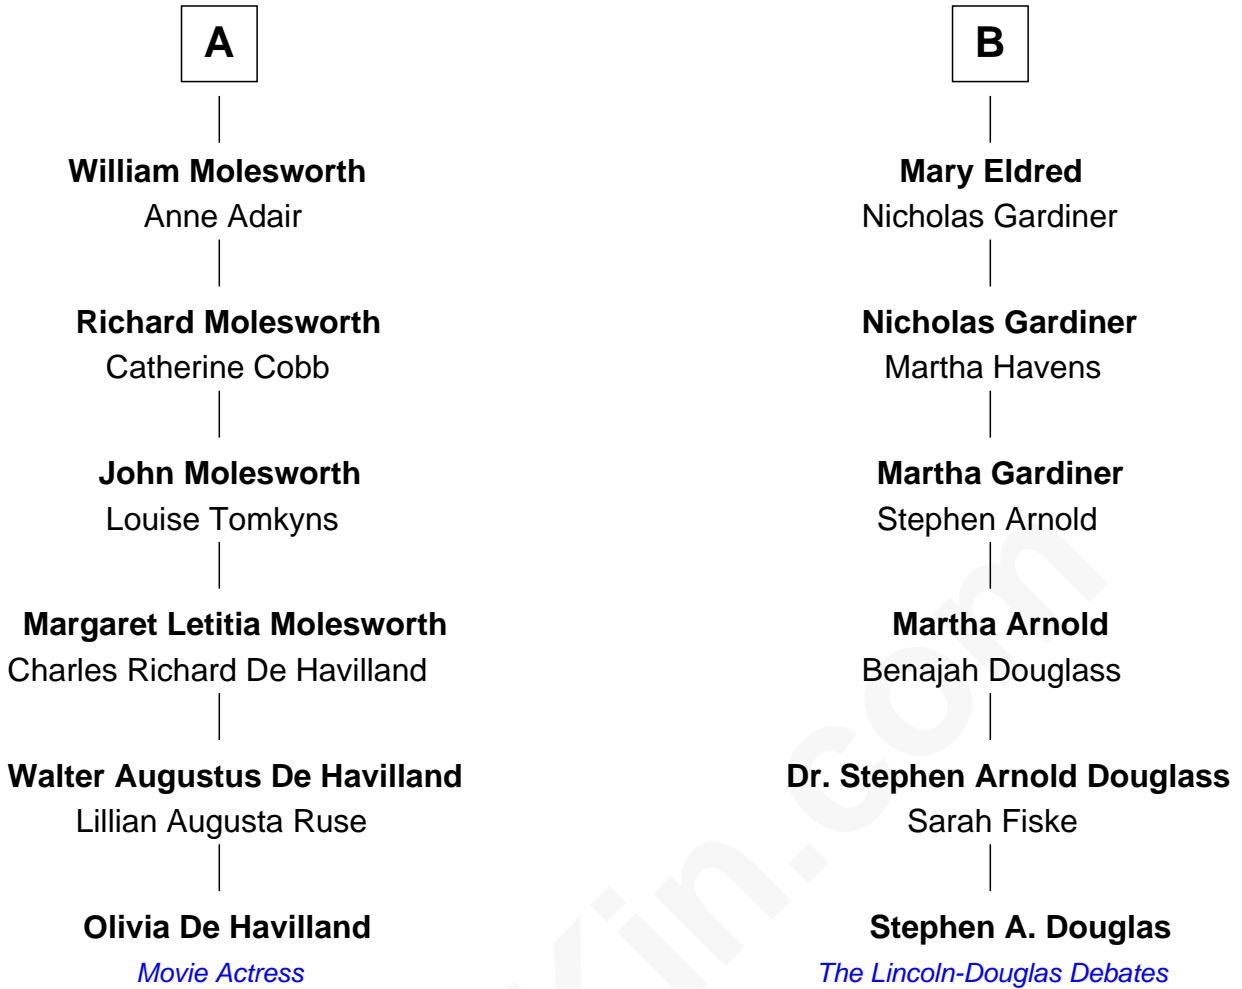 A
William Molesworth
Anne Adair
Richard Molesworth
Catherine Cobb
John Molesworth
Louise Tomkyns
Margaret Letitia Molesworth
Charles Richard De Havilland
Walter Augustus De Havilland
Lillian Augusta Ruse
Olivia De Havilland
Movie Actress
B
Mary Eldred
Nicholas Gardiner
Nicholas Gardiner
Martha Havens
Martha Gardiner
Stephen Arnold
Martha Arnold
Benajah Douglass
Dr. Stephen Arnold Douglass
Sarah Fiske
Stephen A. Douglas
The Lincoln-Douglas Debates
Kin.com